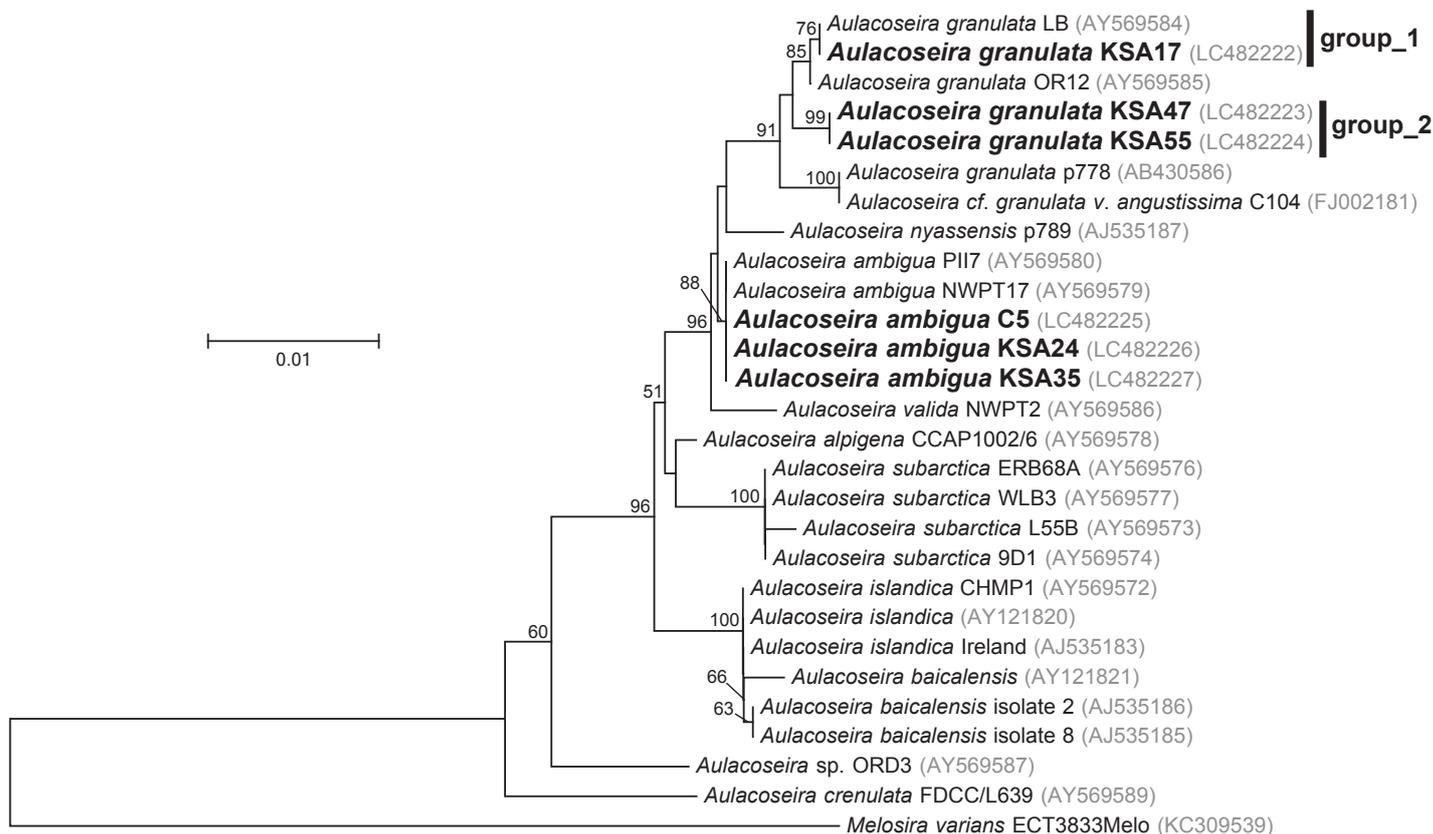 76 Aulacoseira granulata LB (AY569584)
group_1
85 Aulacoseira granulata KSA17 (LC482222)
Aulacoseira granulata OR12 (AY569585)
99 Aulacoseira granulata KSA47 (LC482223)
group_2
91 Aulacoseira granulata KSA55 (LC482224)
100 Aulacoseira granulata p778 (AB430586)
Aulacoseira cf. granulata v. angustissima C104 (FJ002181)
Aulacoseira nyassensis p789 (AJ535187)
Aulacoseira ambigua PII7 (AY569580)
88 Aulacoseira ambigua NWPT17 (AY569579)
96 Aulacoseira ambigua C5 (LC482225)
0.01 Aulacoseira ambigua KSA24 (LC482226)
Aulacoseira ambigua KSA35 (LC482227)
51 Aulacoseira valida NWPT2 (AY569586)
Aulacoseira alpigena CCAP1002/6 (AY569578)
Aulacoseira subarctica ERB68A (AY569576)
100 Aulacoseira subarctica WLB3 (AY569577)
96 Aulacoseira subarctica L55B (AY569573)
Aulacoseira subarctica 9D1 (AY569574)
Aulacoseira islandica CHMP1 (AY569572)
100 Aulacoseira islandica (AY121820)
60 Aulacoseira islandica Ireland (AJ535183)
66 Aulacoseira baicalensis (AY121821)
63 Aulacoseira baicalensis isolate 2 (AJ535186)
Aulacoseira baicalensis isolate 8 (AJ535185)
Aulacoseira sp. ORD3 (AY569587)
Aulacoseira crenulata FDCC/L639 (AY569589)
Melosira varians ECT3833Melo (KC309539)